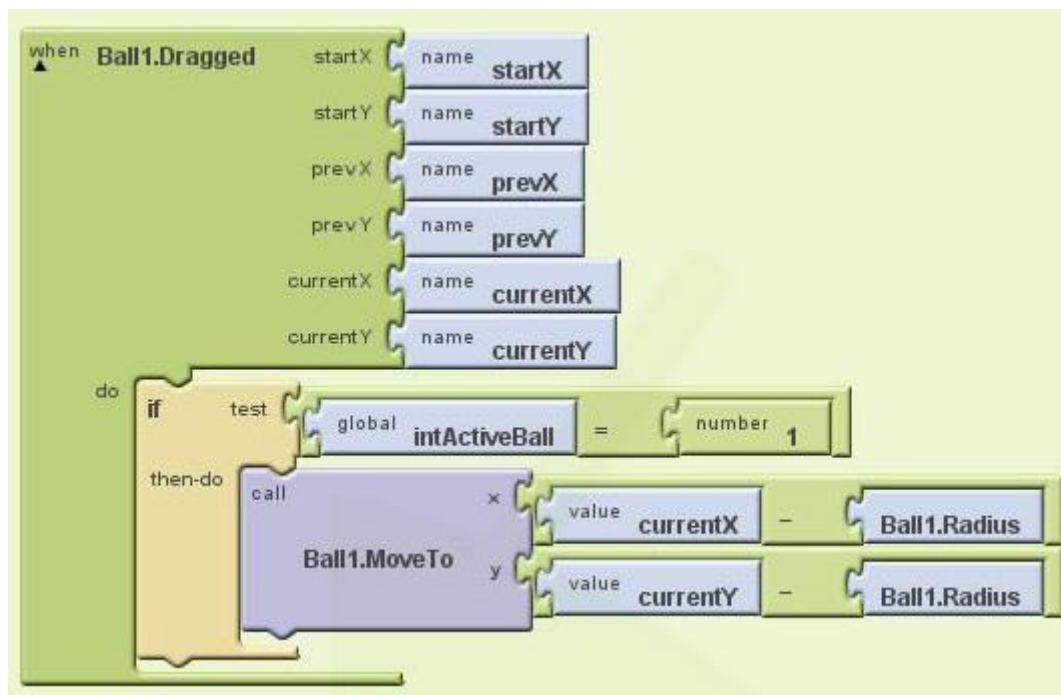 when Ball1.Dragged startX name startX
startY name startY
prevX name prevX
prevY name prevY
currentX name currentX
currentY name currentY
do if test global intActiveBall = number 1
then-do call Ball1.MoveTo x value currentX - Ball1.Radius
y value currentY - Ball1.Radius